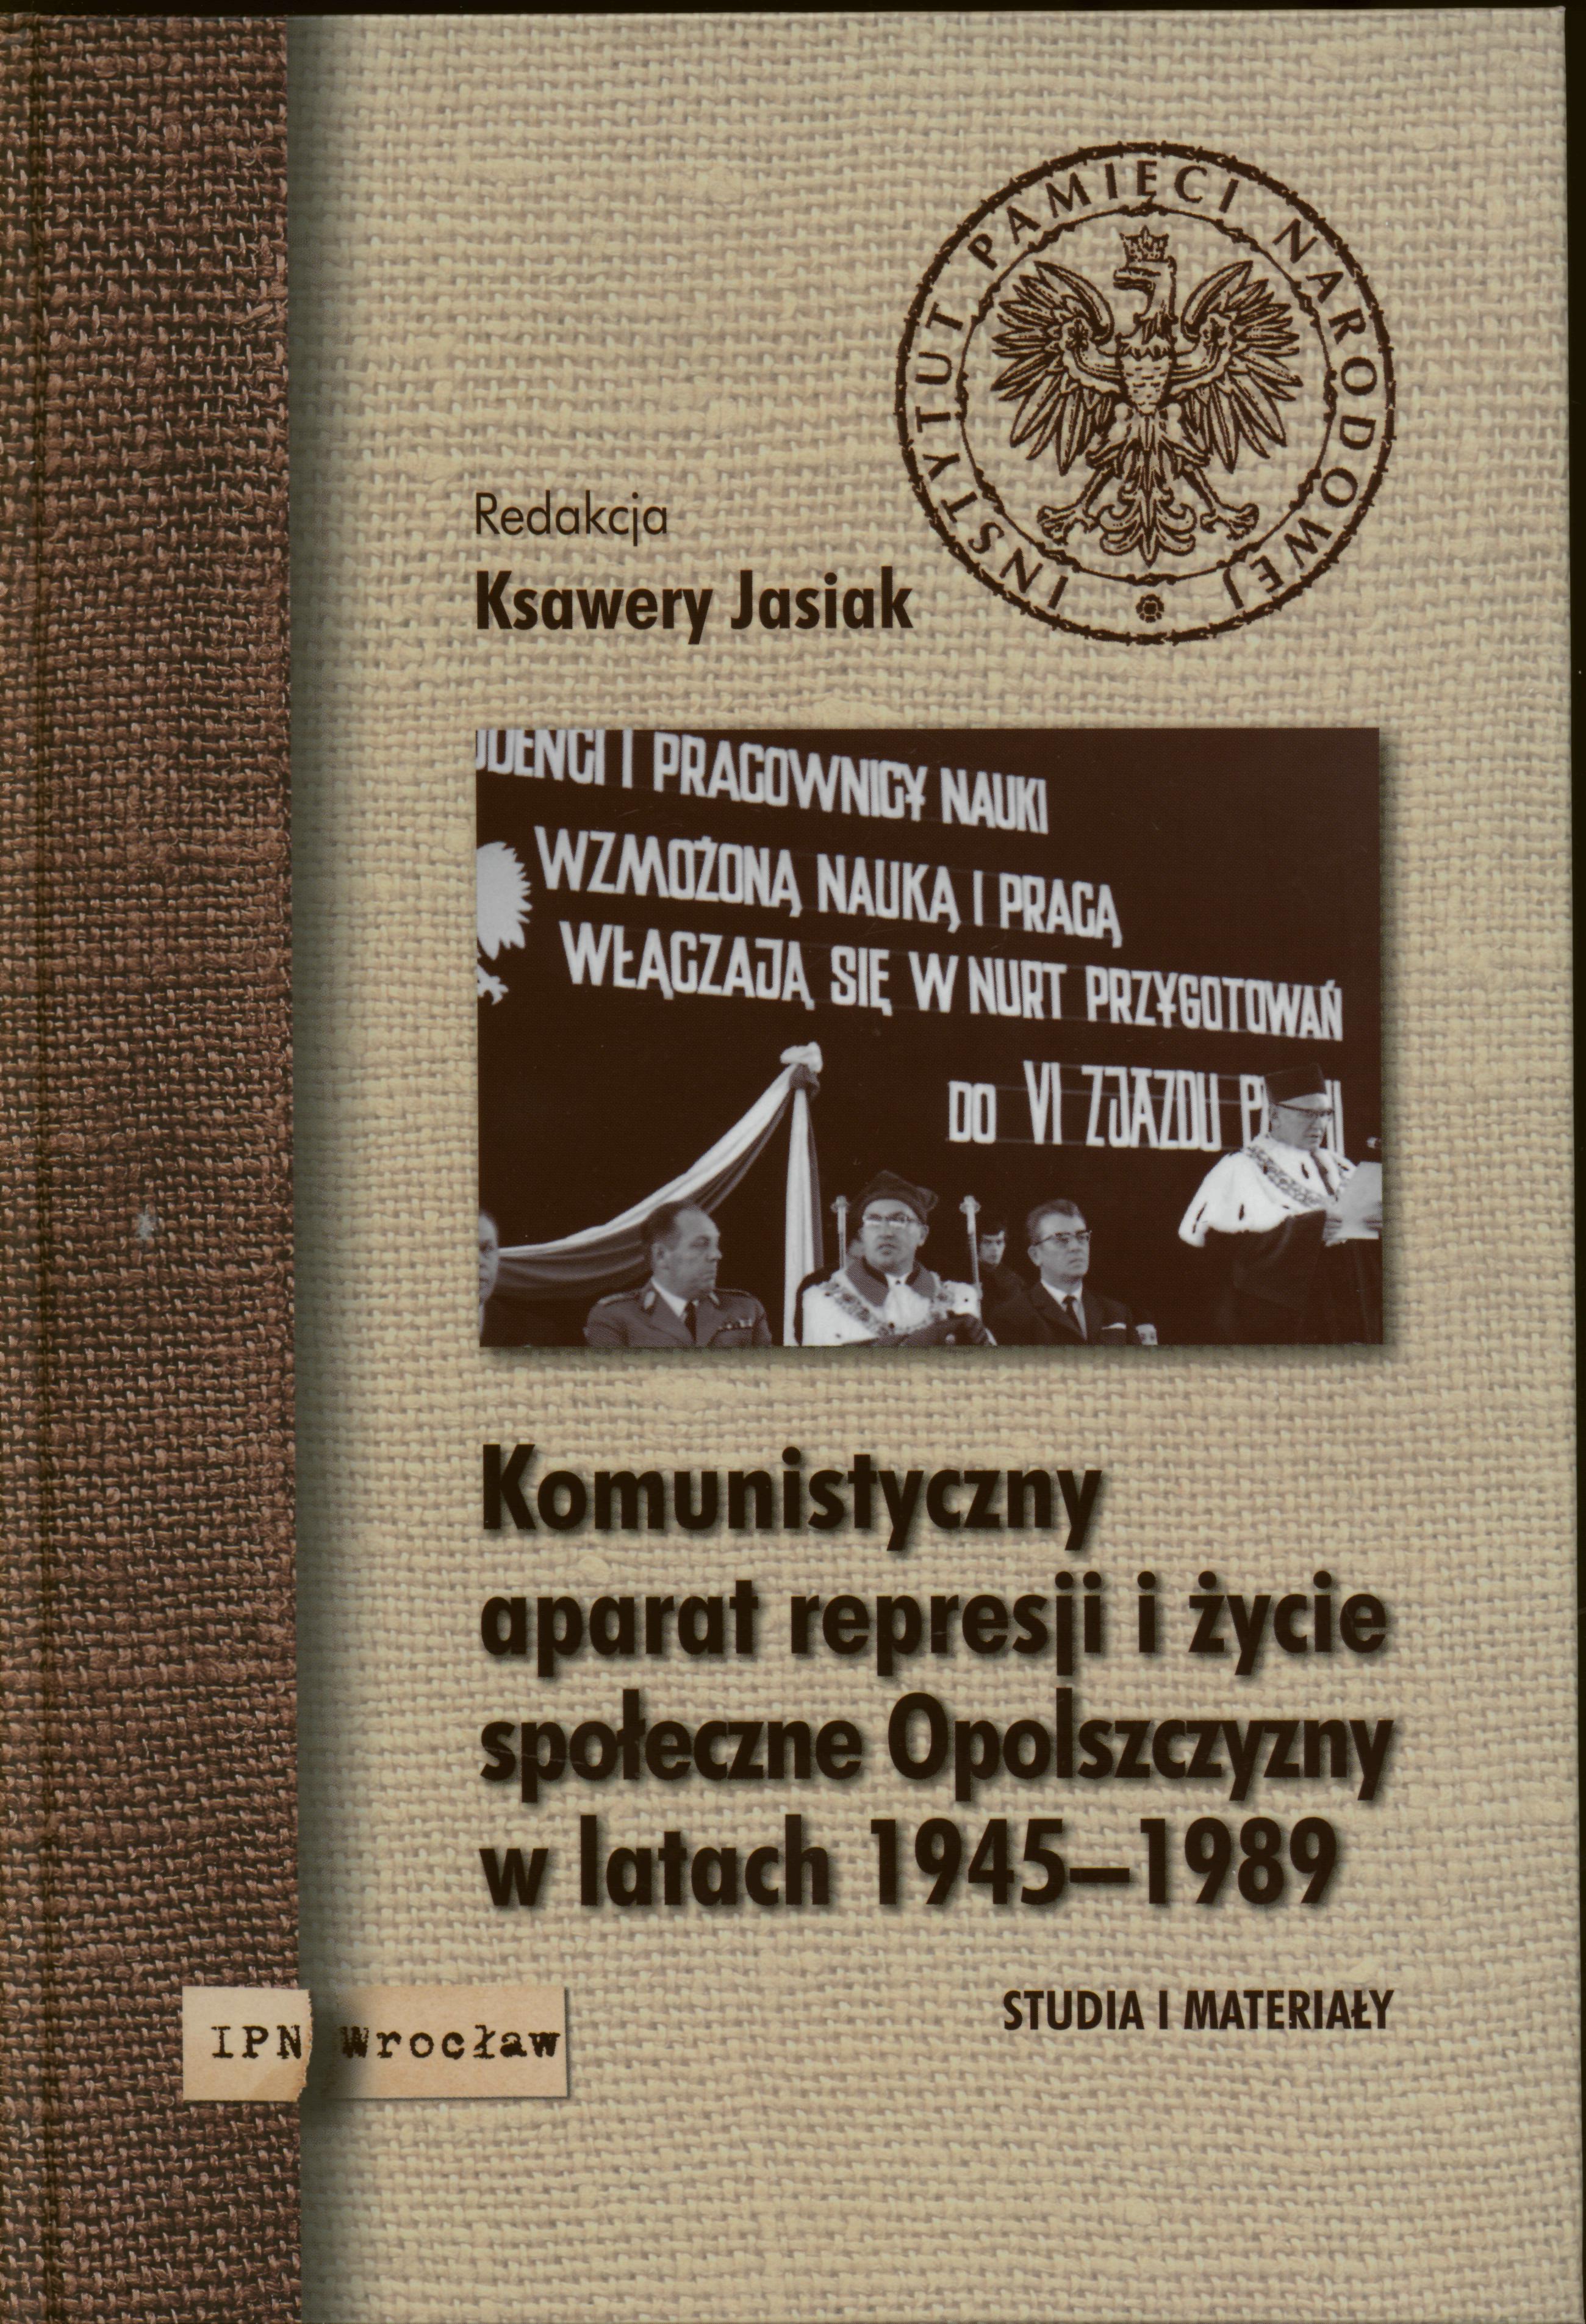 INSTYTUT PAMIĘCI NARODOWEJ
Redakcja
Ksawery Jasiak
I PRACOWNICY NAUKI
WZMOŻONĄ NAUKĄ I PRACĄ
WŁĄCZAJĄ SIĘ W NURT PRZYGOTOWAŃ
DO VI ZJAZDU
Komunistyczny
aparat represji i życie
społeczne Opolszczyzny
w latach 1945–1989
STUDIA I MATERIAŁY
IPN Wrocław